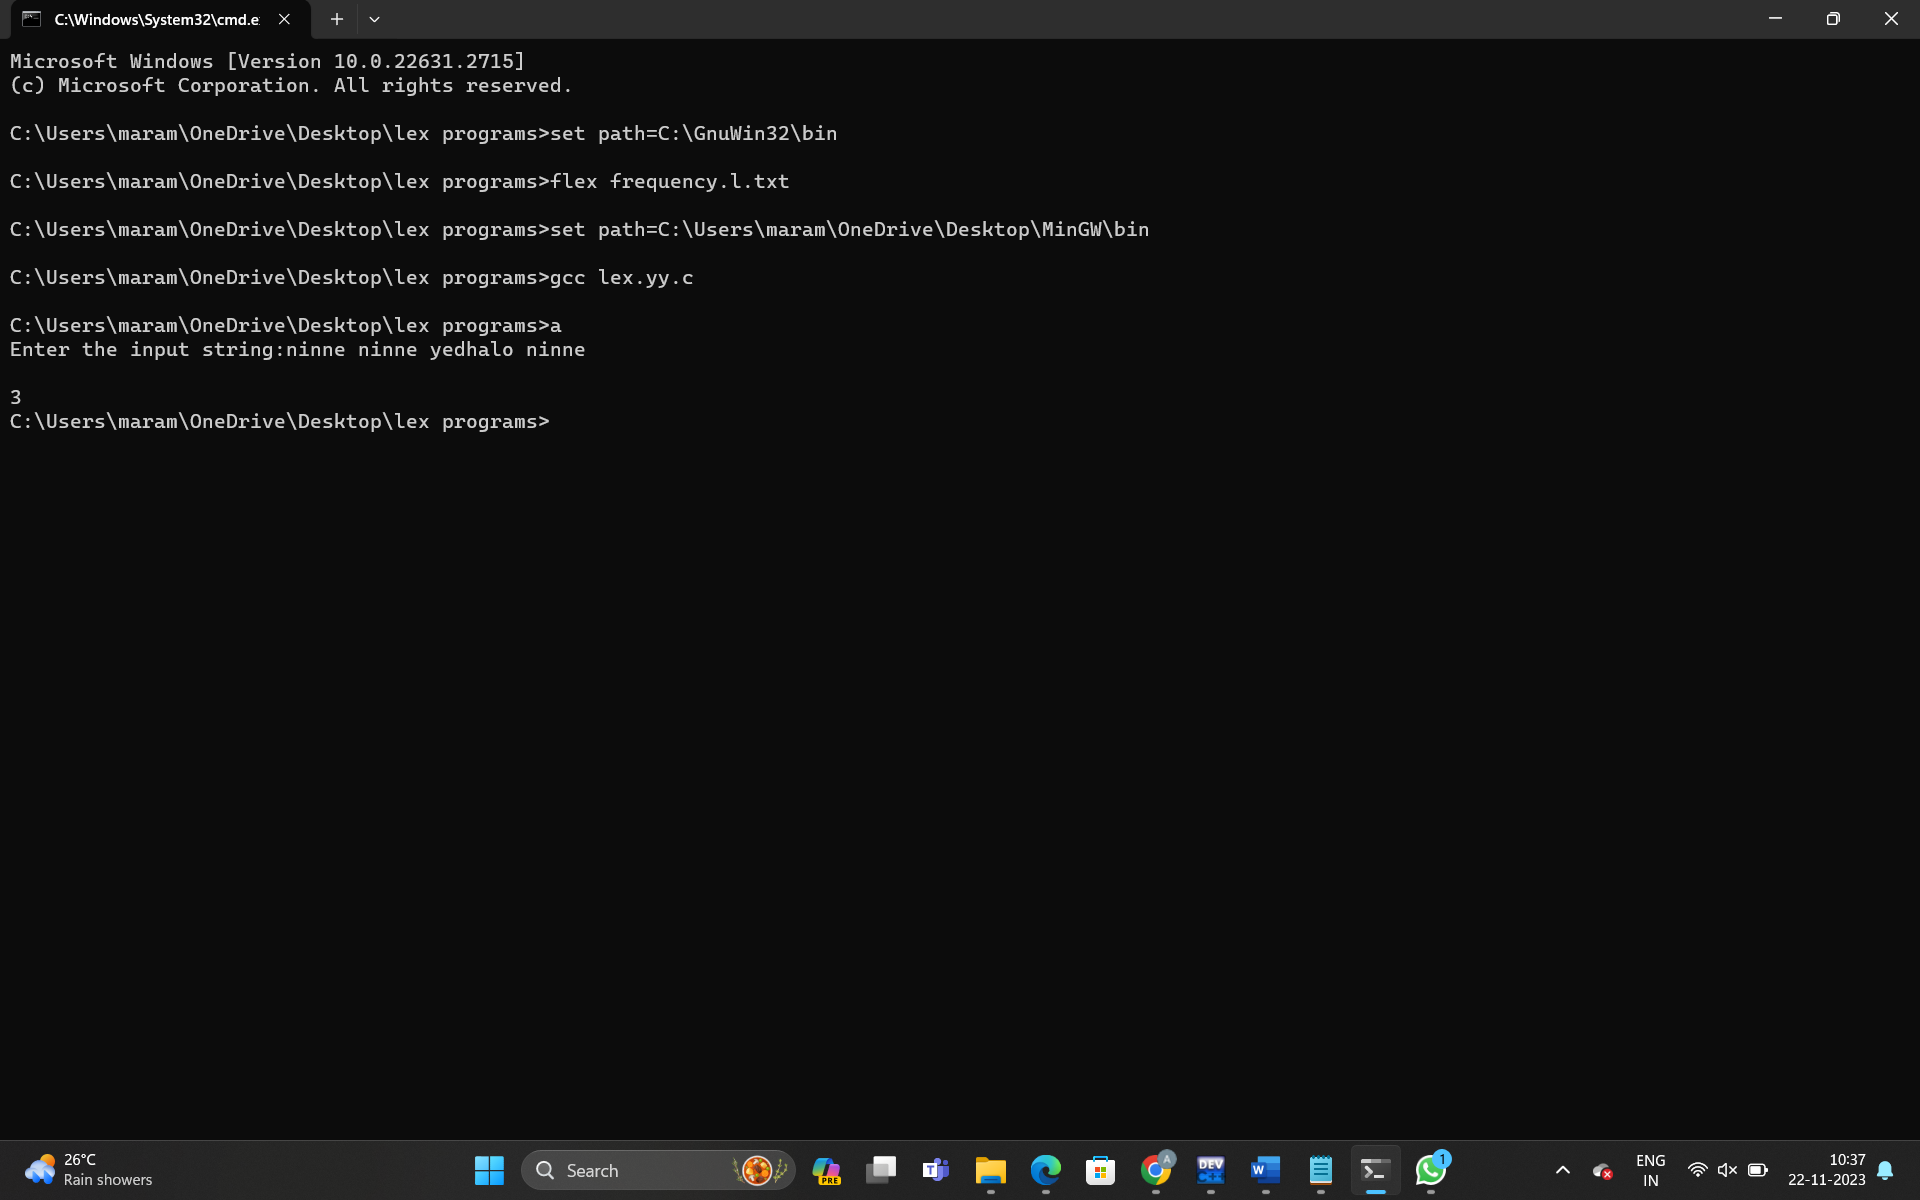 C:\Windows\System32\cmd.e
Microsoft Windows [Version 10.0.22631.2715]
(c) Microsoft Corporation. All rights reserved.
C:\Users\maram\OneDrive\Desktop\lex programs>set path=C:\GnuWin32\bin
C:\Users\maram\OneDrive\Desktop\lex programs>flex frequency.l.txt
C:\Users\maram\OneDrive\Desktop\lex programs>set path=C:\Users\maram\OneDrive\Desktop\MinGW\bin
C:\Users\maram\OneDrive\Desktop\lex programs>gcc lex.yy.c
C:\Users\maram\OneDrive\Desktop\lex programs>a
Enter the input string:ninne ninne yedhalo ninne
3
C:\Users\maram\OneDrive\Desktop\lex programs>
26°C
Rain showers
Search
PRE
T
A
DEV
C++
W
1
ENG
IN
10:37
22-11-2023